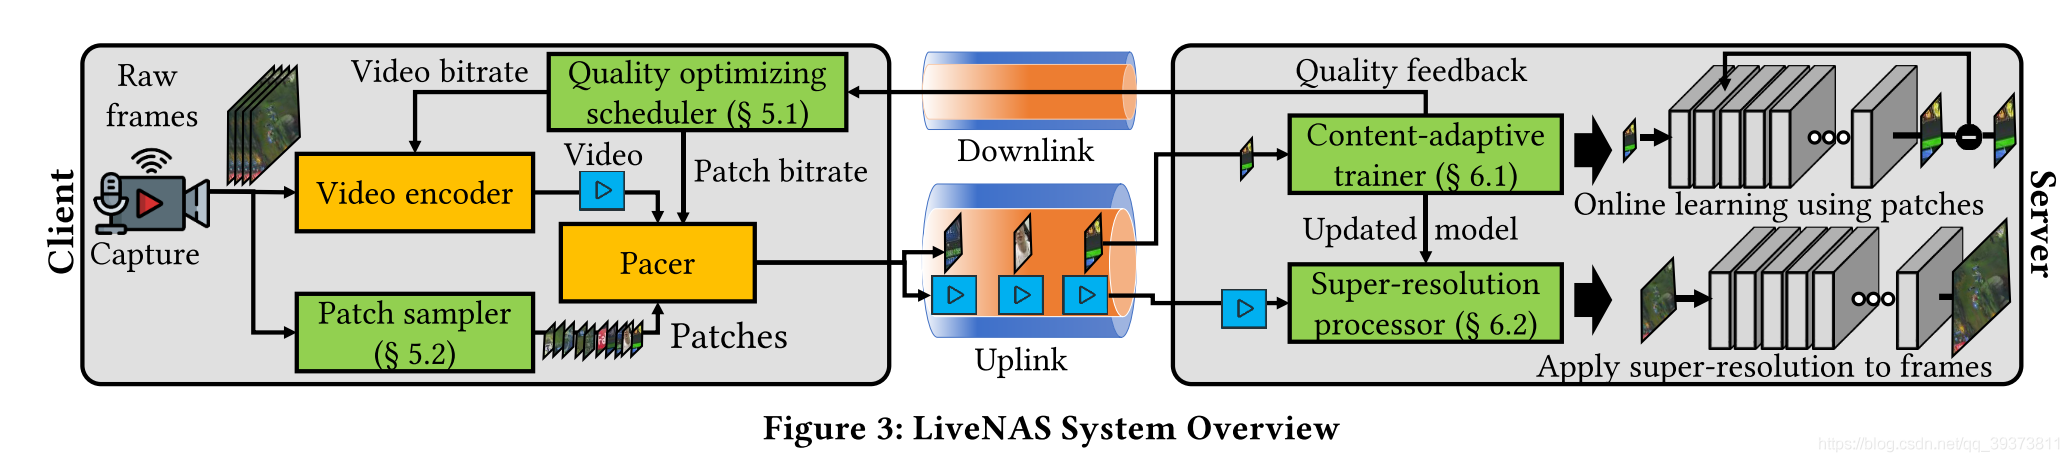 Client
Raw
frames
Capture
Video bitrate
Quality optimizing
scheduler (§ 5.1)
Video
Patch bitrate
Video encoder
Pacer
Patch sampler
(§ 5.2)
Patches
Downlink
Uplink
Quality feedback
Content-adaptive
trainer (§ 6.1)
Online learning using patches
Updated model
Super-resolution
processor (§ 6.2)
Apply super-resolution to frames
Server
Figure 3: LiveNAS System Overview
https://blog.csdn.net/qq_39373811